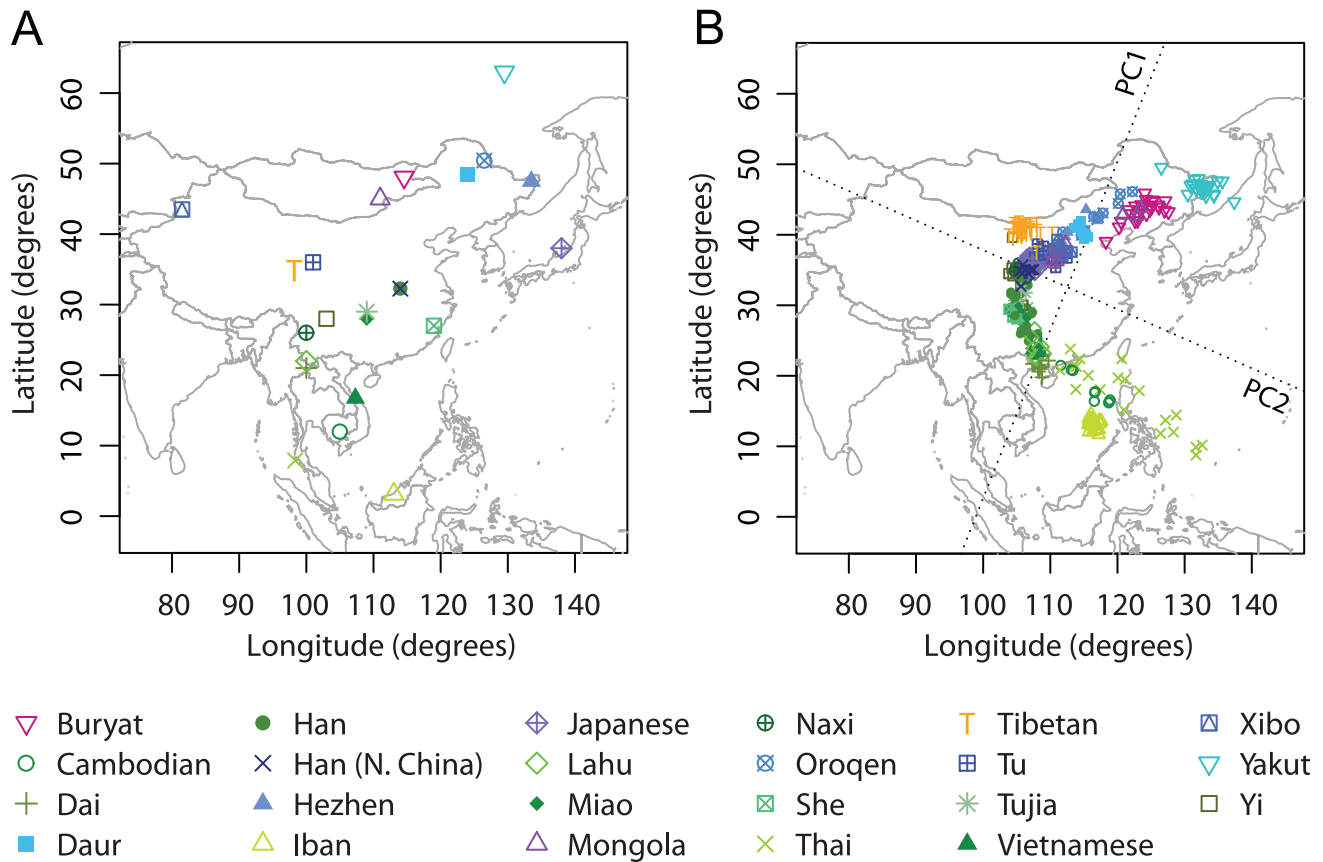 A
B
60
50
40
30
20
10
0
Latitude (degrees)
80 90 100 110 120 130 140
Longitude (degrees)
PC1
PC2
60
50
40
30
20
10
0
Latitude (degrees)
80 90 100 110 120 130 140
Longitude (degrees)
Buryat Han Japanese Naxi Tibetan Xibo
Cambodian Han (N. China) Lahu Oroqen Tu Yakut
Dai Hezhen Miao She Tujia Yi
Daur Iban Mongola Thai Vietnamese